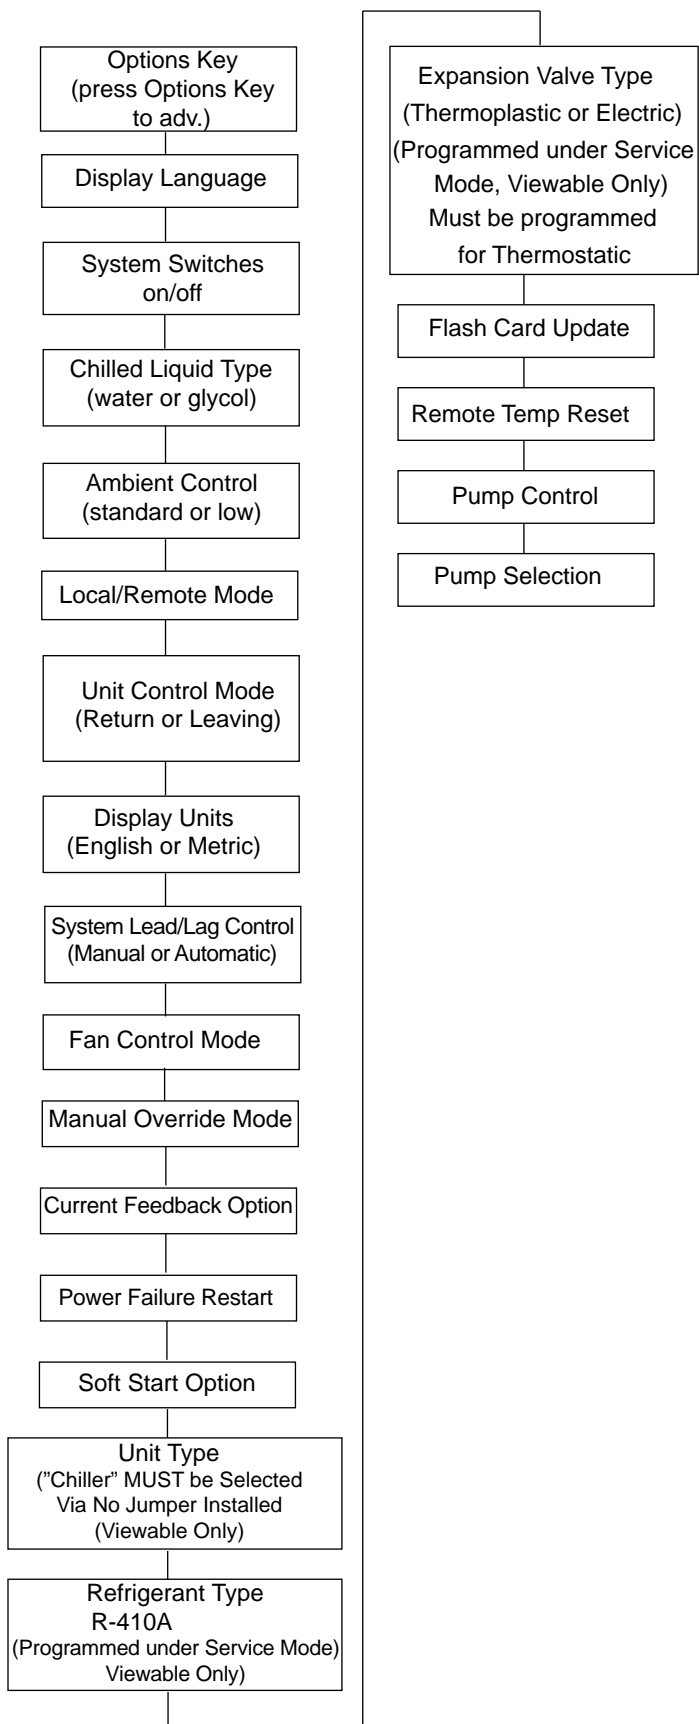 Options Key
(press Options Key
to adv.)
Display Language
System Switches
on/off
Chilled Liquid Type
(water or glycol)
Ambient Control
(standard or low)
Local/Remote Mode
Unit Control Mode
(Return or Leaving)
Display Units
(English or Metric)
System Lead/Lag Control
(Manual or Automatic)
Fan Control Mode
Manual Override Mode
Current Feedback Option
Power Failure Restart
Soft Start Option
Unit Type
(”Chiller” MUST be Selected
Via No Jumper Installed
(Viewable Only)
Refrigerant Type
R-410A
(Programmed under Service Mode)
Viewable Only)
Expansion Valve Type
(Thermoplastic or Electric)
(Programmed under Service
Mode, Viewable Only)
Must be programmed
for Thermostatic
Flash Card Update
Remote Temp Reset
Pump Control
Pump Selection